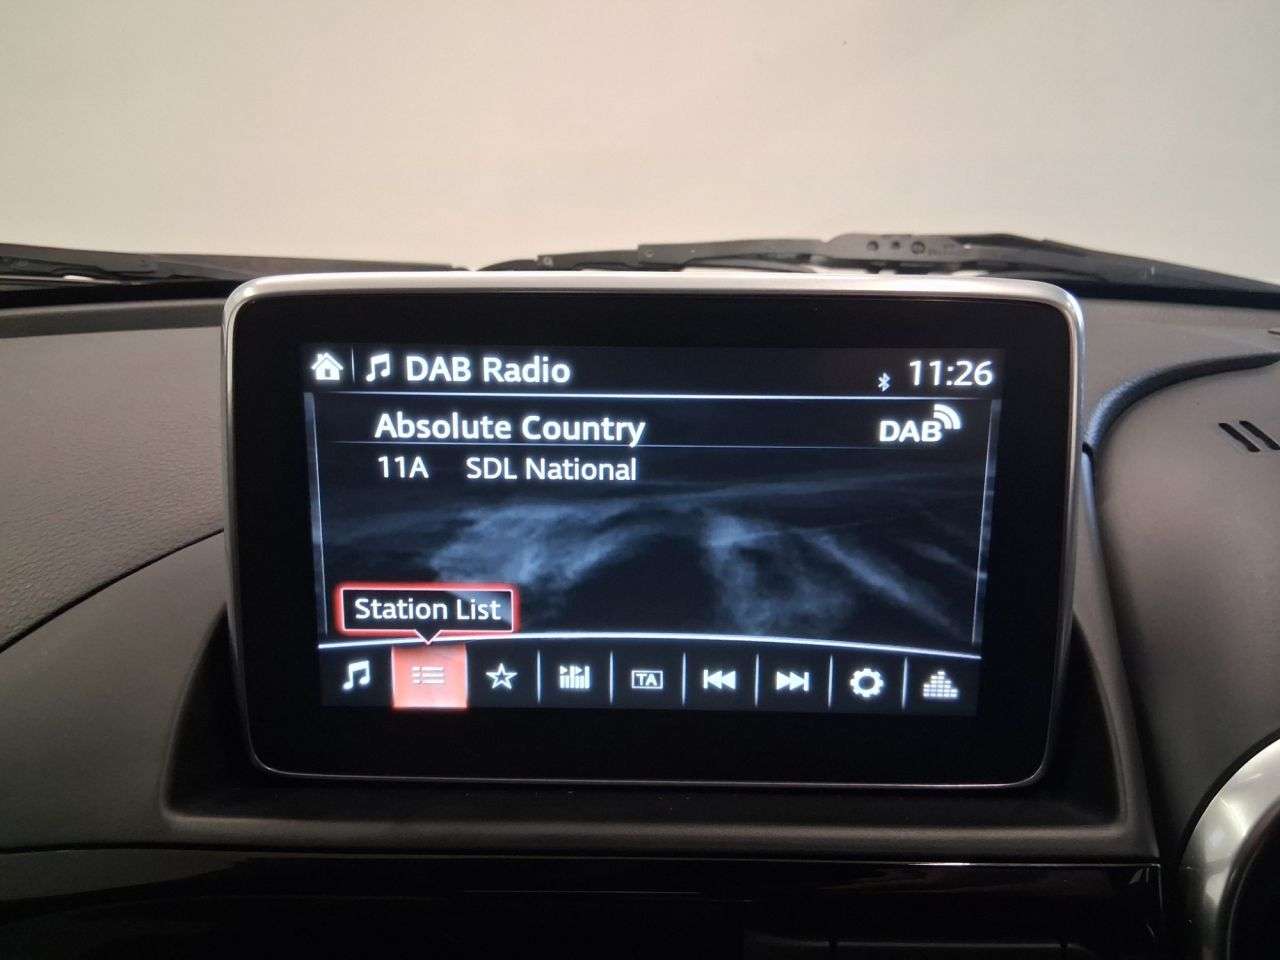 DAB Radio
11:26
Absolute Country
DAB
11A SDL National
Station List
TA